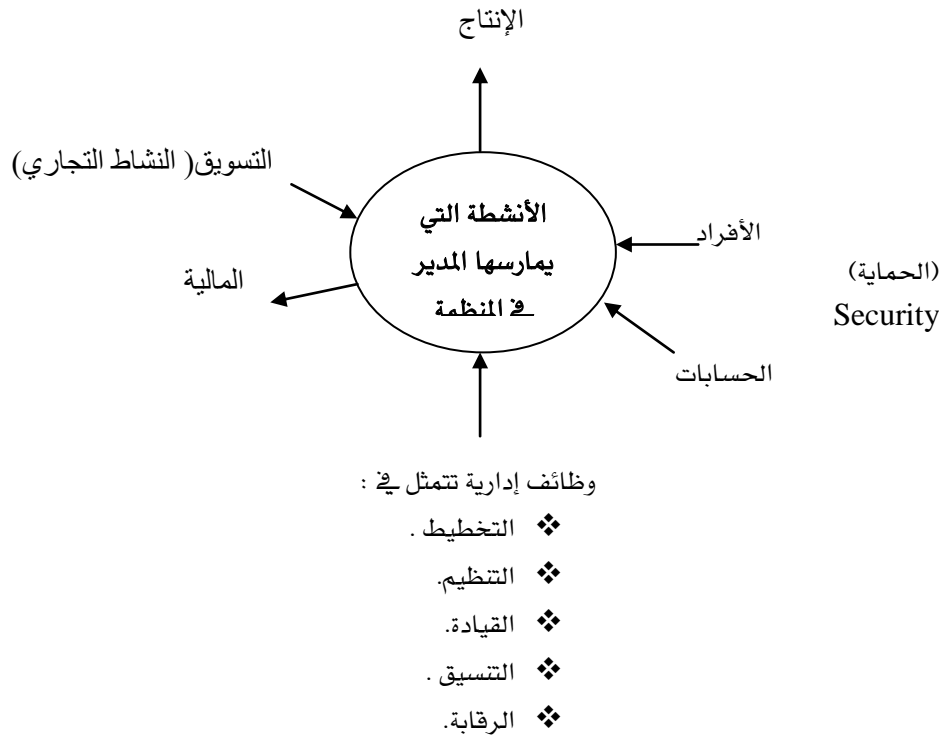 الإنتاج
التسويق( النشاط التجاري)
الأنشطة التي
يمارسها المدير
في المنظمة
الأفراد
(الحماية)
Security
المالية
الحسابات
وظائف إدارية تتمثل في :
❖ التخطيط .
❖ التنظيم.
❖ القيادة.
❖ التنسيق .
❖ الرقابة.